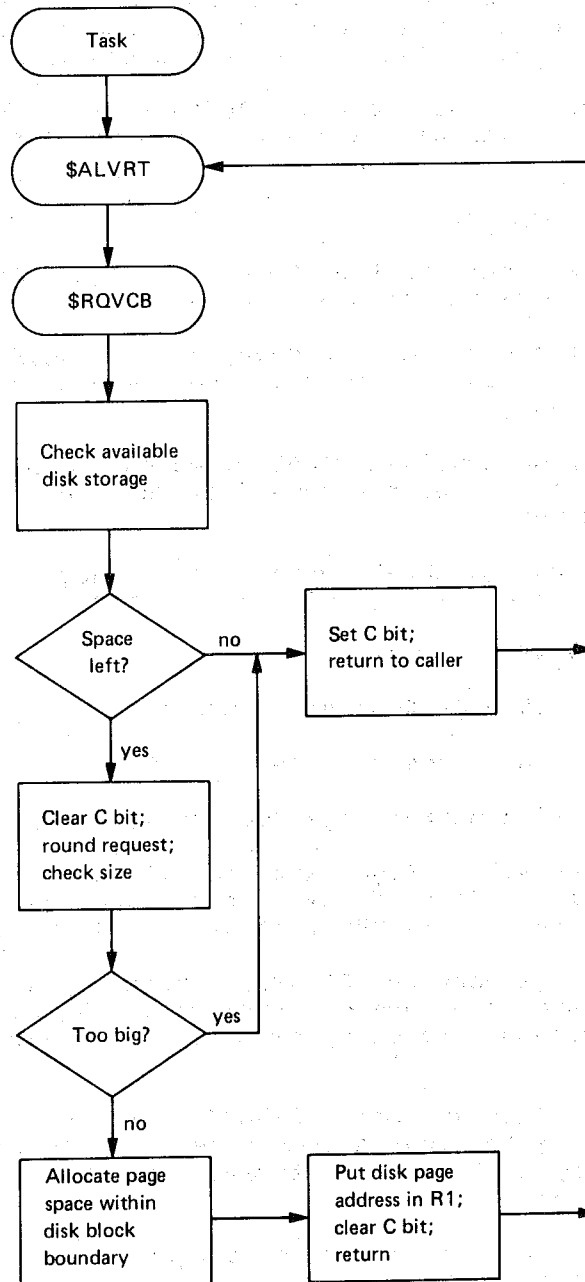 Task
$ALVRT
$RQVCB
Check available
disk storage
Space
left?
no
Set C bit;
return to caller
yes
Clear C bit;
round request;
check size
Too big?
yes
no
Allocate page
space within
disk block
boundary
Put disk page
address in R1;
clear C bit;
return